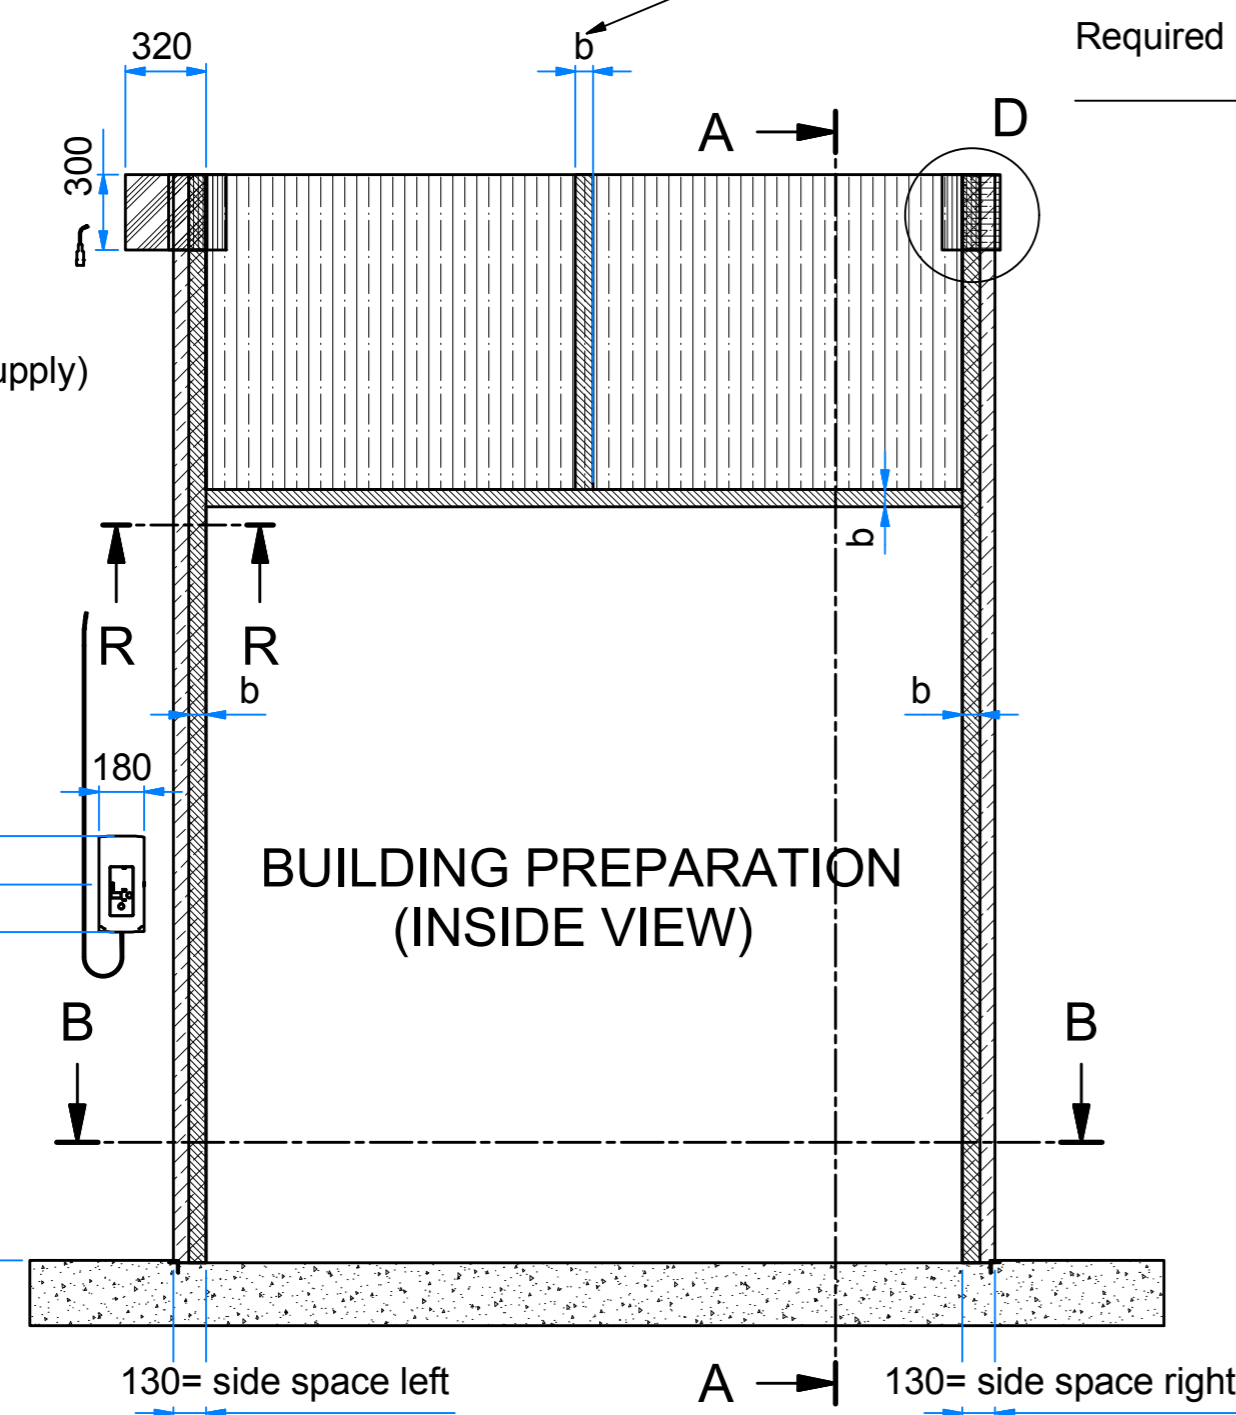 320
b
Required
A
D
300
upply)
b
R
R
b
b
180
BUILDING PREPARATION
(INSIDE VIEW)
B
B
130= side space left
A
130= side space right